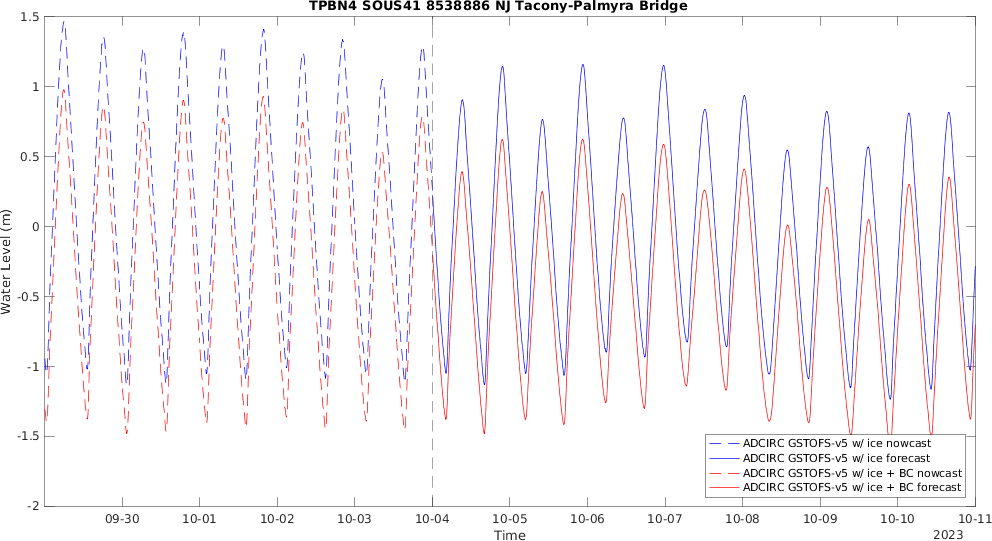 TPBN4 SOUS41 8538886 NJ Tacony-Palmyra Bridge
1.5
1
0.5
0
-0.5
-1
-1.5
-2
Water Level (m)
09-30 10-01 10-02 10-03 10-04 10-05 10-06 10-07 10-08 10-09 10-10 10-11
Time
2023
ADCIRC GSTOFS-v5 w/ ice nowcast
ADCIRC GSTOFS-v5 w/ ice forecast
ADCIRC GSTOFS-v5 w/ ice + BC nowcast
ADCIRC GSTOFS-v5 w/ ice + BC forecast